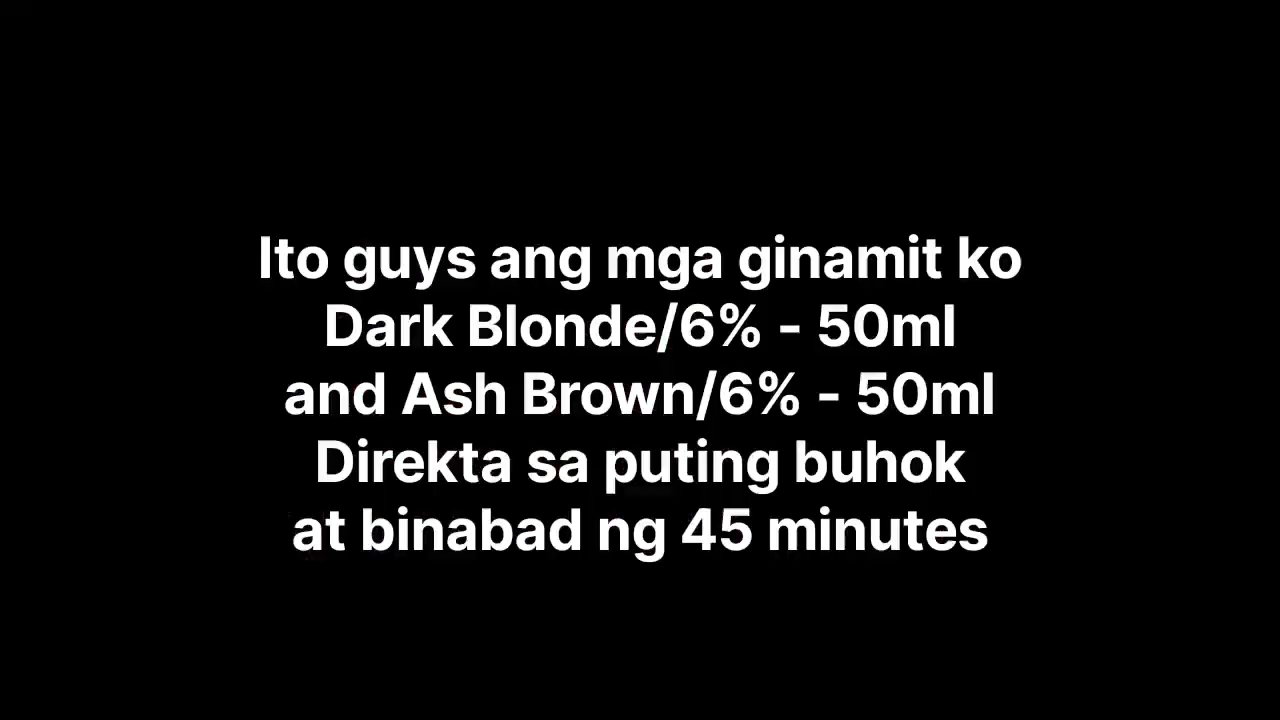 Ito guys ang mga ginamit ko
Dark Blonde/6% - 50ml
and Ash Brown/6% - 50ml
Direkta sa puting buhok
at binabad ng 45 minutes